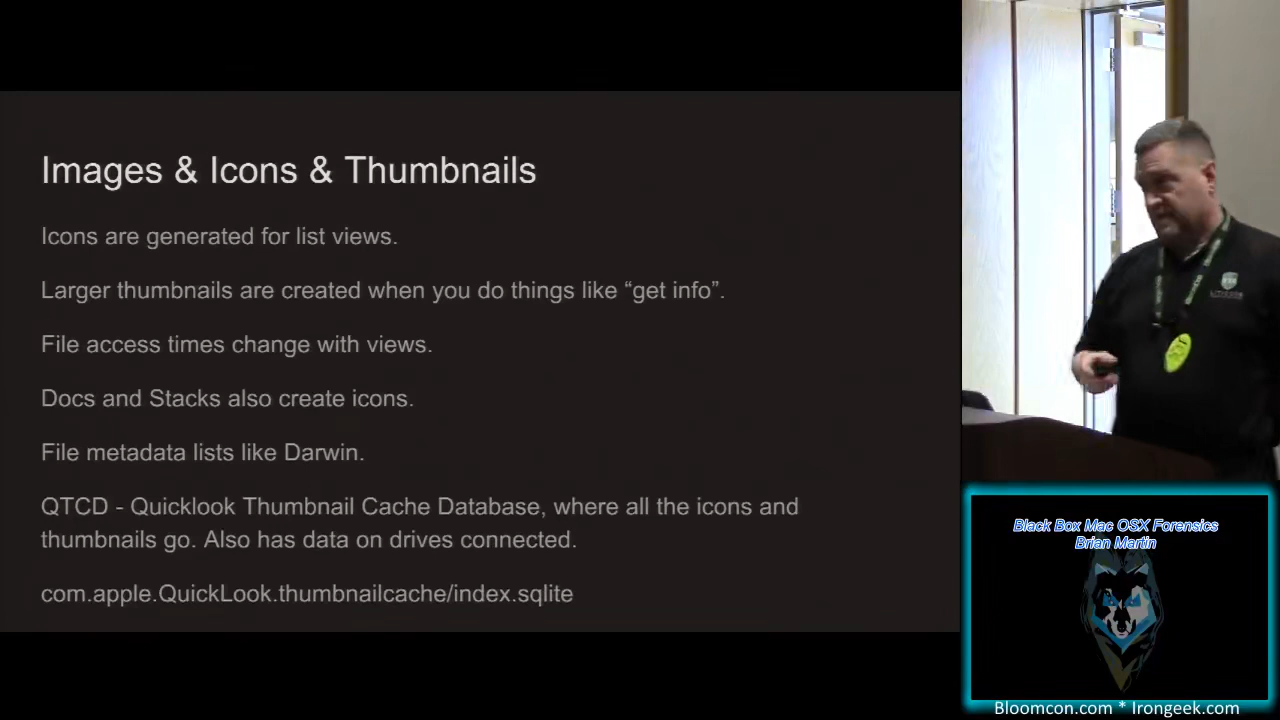 Images & Icons & Thumbnails
Icons are generated for list views.
Larger thumbnails are created when you do things like “get info”.
File access times change with views.
Docs and Stacks also create icons.
File metadata lists like Darwin.
QTCD - Quicklook Thumbnail Cache Database, where all the icons and
thumbnails go. Also has data on drives connected.
com.apple.QuickLook.thumbnailcache/index.sqlite
Black Box Mac OSX Forensics
Brian Martin
Bloomcon.com * Irongeek.com